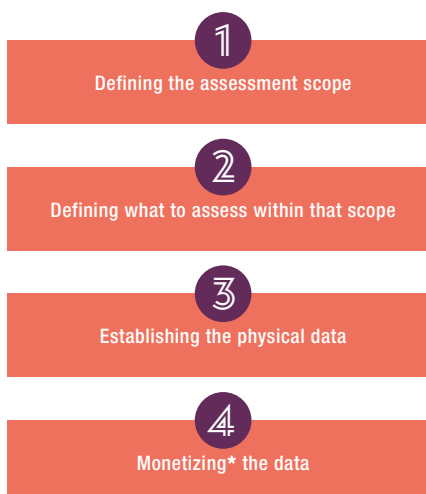 1
Defining the assessment scope
2
Defining what to assess within that scope
3
Establishing the physical data
4
Monetizing* the data